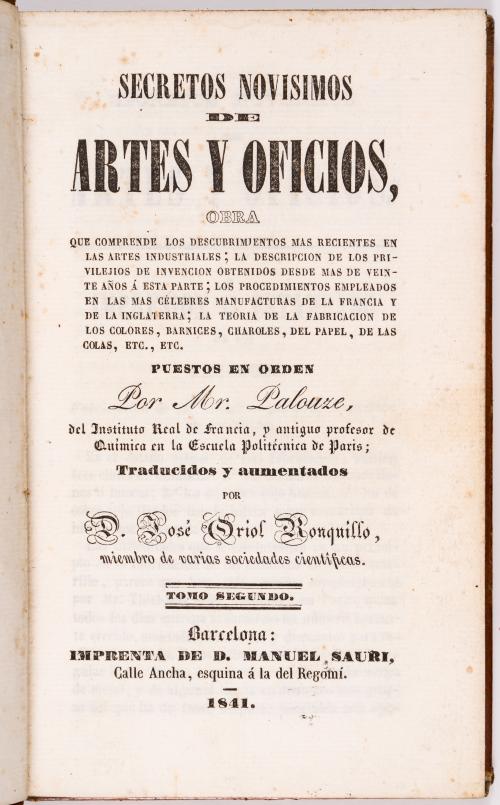 SECRETOS NOVISIMOS
DE
ARTES Y OFICIOS,
OBRA
QUE COMPRENDE LOS DESCUBRIMIENTOS MAS RECIENTES EN
LAS ARTES INDUSTRIALES; LA DESCRIPCION DE LOS PRI-
VILEJIOS DE INVENCION OBTENIDOS DESDE MAS DE VEIN-
TE AÑOS Á ESTA PARTE; LOS PROCEDIMIENTOS EMPLEADOS
EN LAS MAS CÉLEBRES MANUFACTURAS DE LA FRANCIA Y
DE LA INGLATERRA; LA TEORIA DE LA FABRICACION DE
LOS COLORES, BARNICES, CHAROLES, DEL PAPEL, DE LAS
COLAS, ETC., ETC.
PUESTOS EN ORDEN
Por Mr. Palouze,
del Instituto Real de Francia, y antiguo profesor de
Química en la Escuela Politécnica de Paris;
Traducidos y aumentados
POR
D. José Oriol Ronquillo,
miembro de varias sociedades científicas.
TOMO SEGUNDO.
Barcelona:
IMPRENTA DE D. MANUEL SAURI,
Calle Ancha, esquina á la del Regomí.
1841.